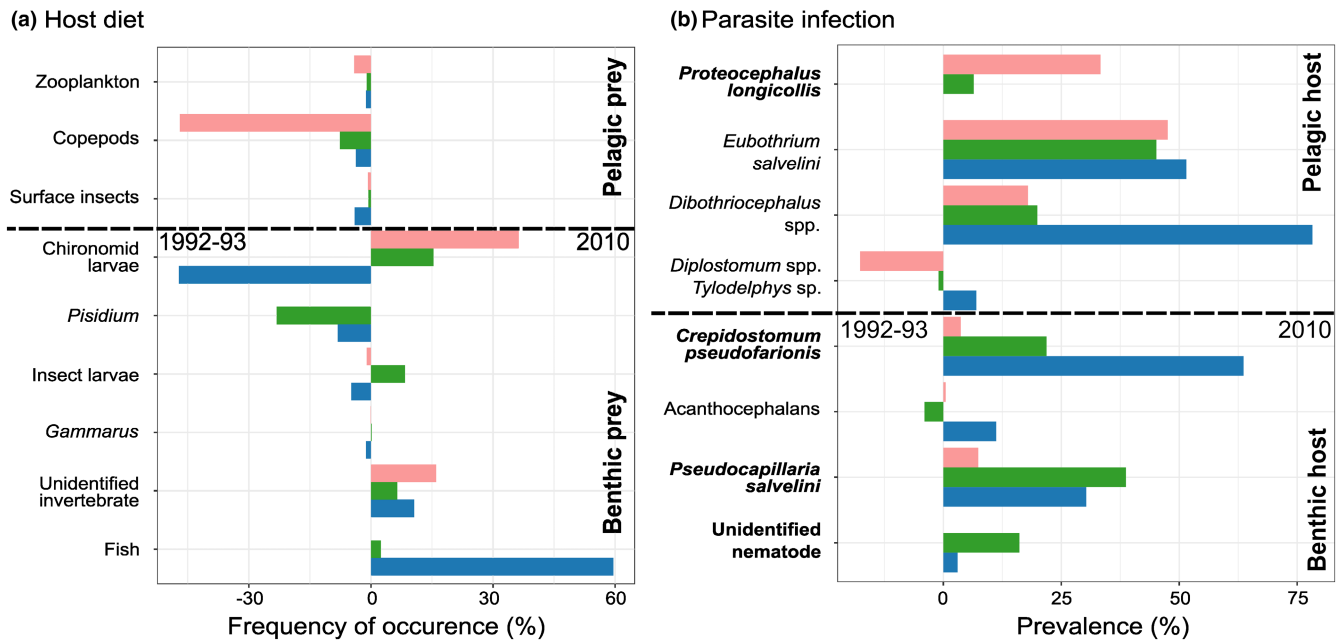 (a) Host diet
Zooplankton
Copepods
Surface insects
Chironomid
larvae
Pisidium
Insect larvae
Gammarus
Unidentified
invertebrate
Fish
1992-93
2010
Pelagic prey
Benthic prey
-30
0
30
60
Frequency of occurence (%)
(b) Parasite infection
Proteocephalus
longicollis
Eubothrium
salvelini
Dibothriocephalus
spp.
Diplostomum spp.
Tylodelphys sp.
Crepidostomum
pseudofarionis
Acanthocephalans
Pseudocapillaria
salvelini
Unidentified
nematode
1992-93
2010
Pelagic host
Benthic host
0
25
50
75
Prevalence (%)